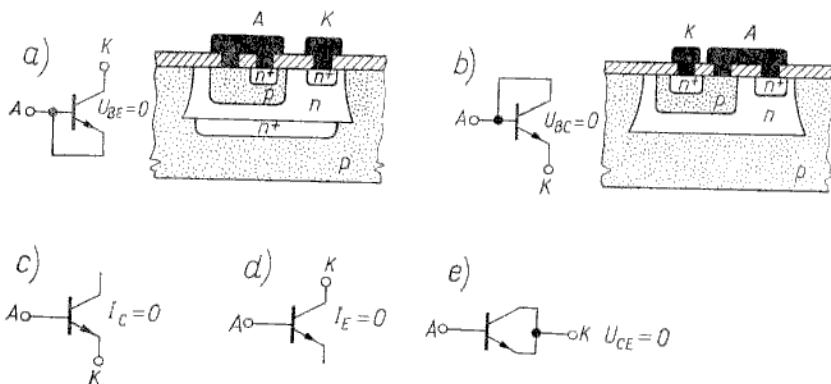 a)
K
A
U_BE=0
A
K
n+
n+
p
n
n+
p
b)
A
U_BC=0
K
K
A
n+
n+
p
n
p
c)
A
I_C=0
K
d)
K
A
I_E=0
e)
A
K
U_CE=0